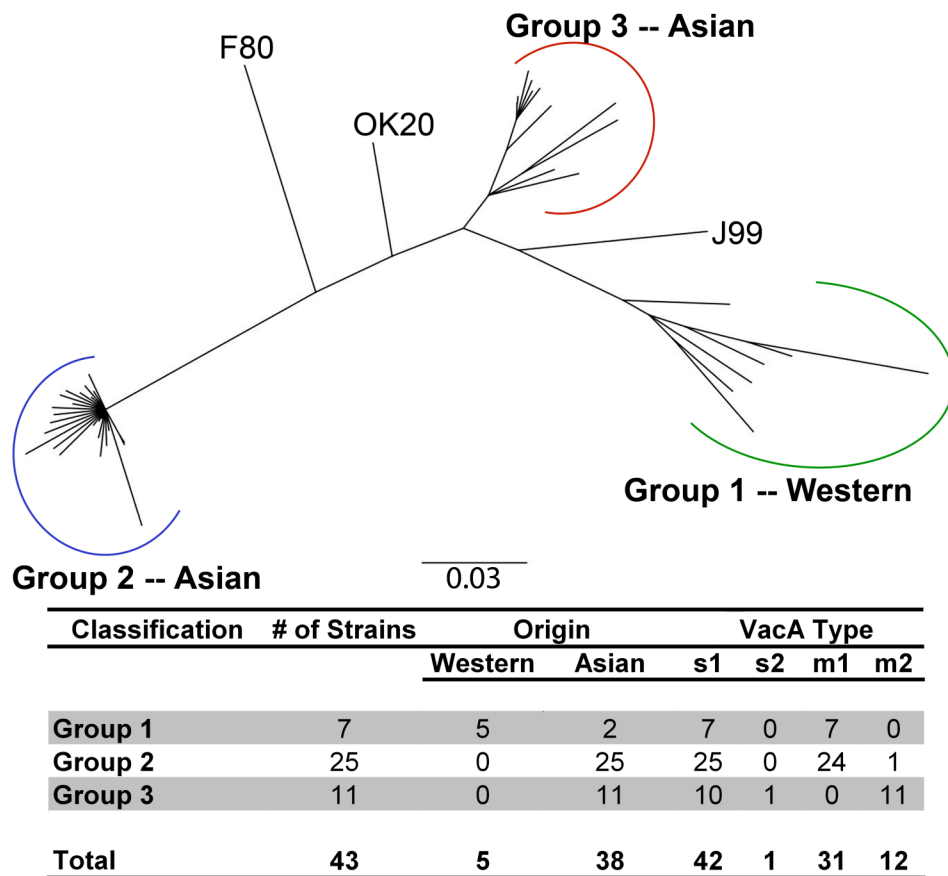 Group 3 -- Asian
F80
OK20
J99
Group 1 -- Western
Group 2 -- Asian
0.03
Classification # of Strains Origin VacA Type
Western Asian s1 s2 m1 m2
Group 1 7 5 2 7 0 7 0
Group 2 25 0 25 25 0 24 1
Group 3 11 0 11 10 1 0 11
Total 43 5 38 42 1 31 12